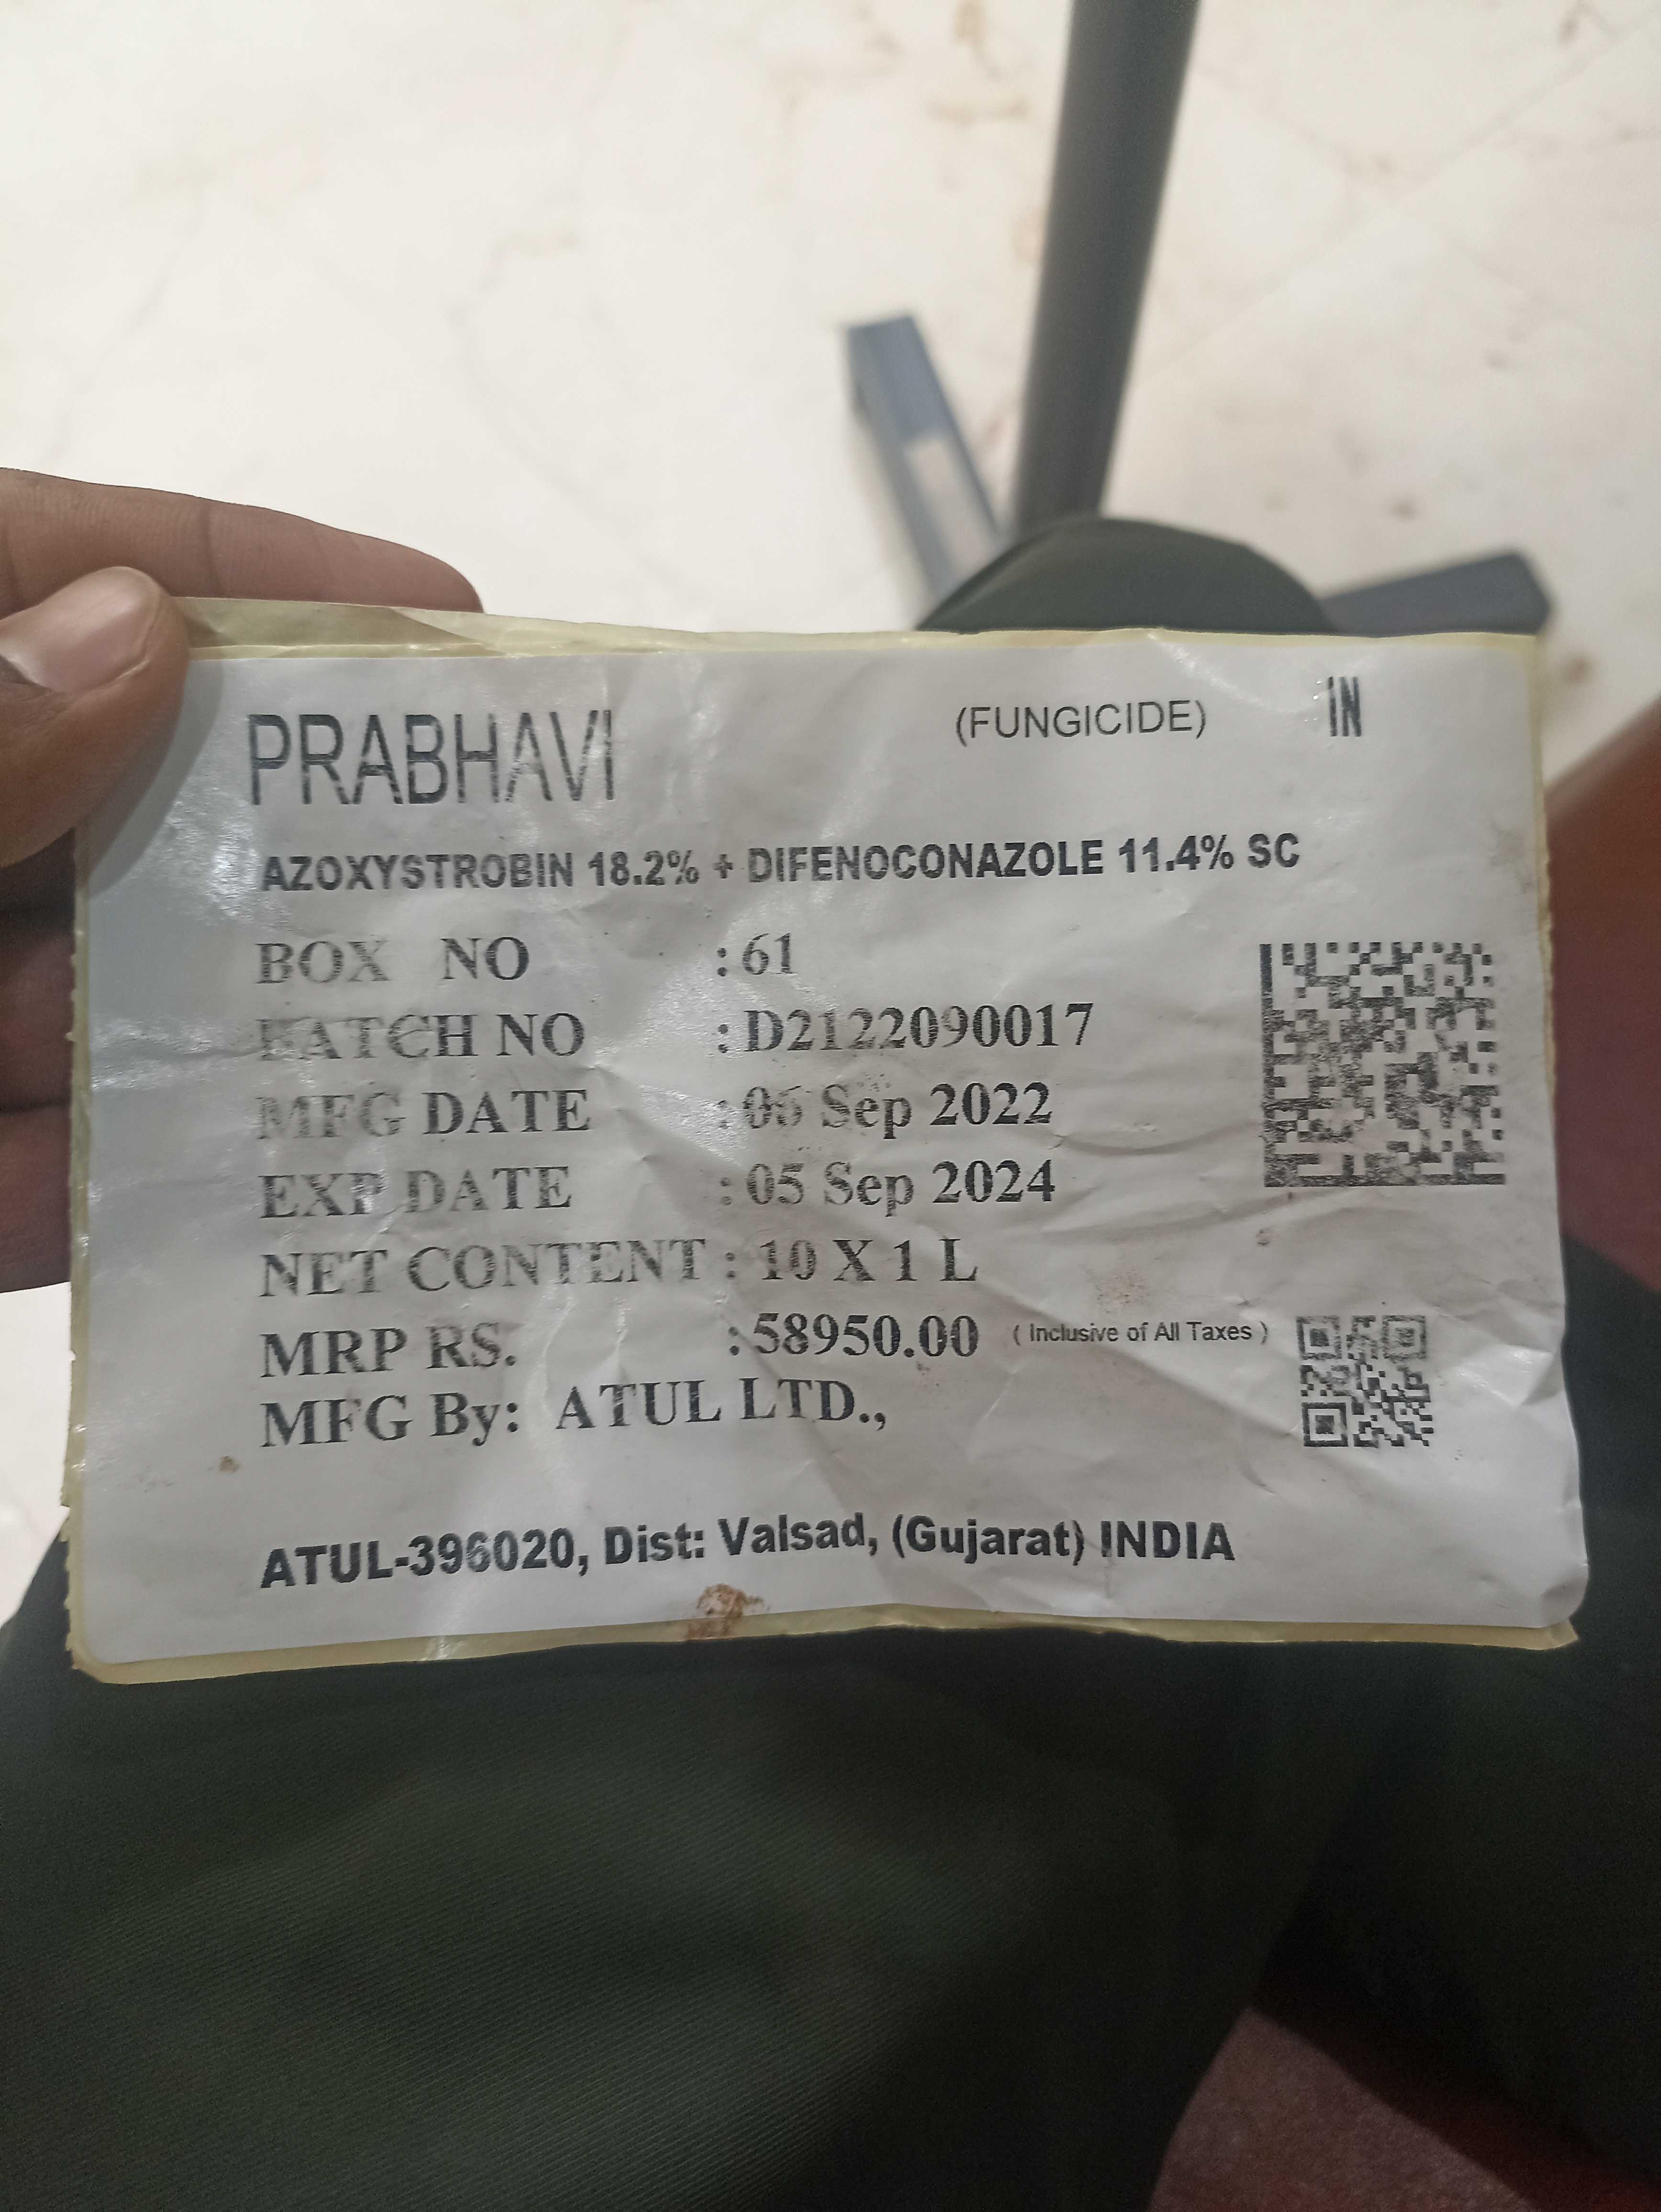 PRABHAVI (FUNGICIDE) IN
AZOXYSTROBIN 18.2% + DIFENOCONAZOLE 11.4% SC
BOX NO : 61
BATCH NO : D2122090017
MFG DATE : 06 Sep 2022
EXP DATE : 05 Sep 2024
NET CONTENT : 10 X 1 L
MRP RS. : 58950.00 ( Inclusive of All Taxes )
MFG By: ATUL LTD.,
ATUL-396020, Dist: Valsad, (Gujarat) INDIA